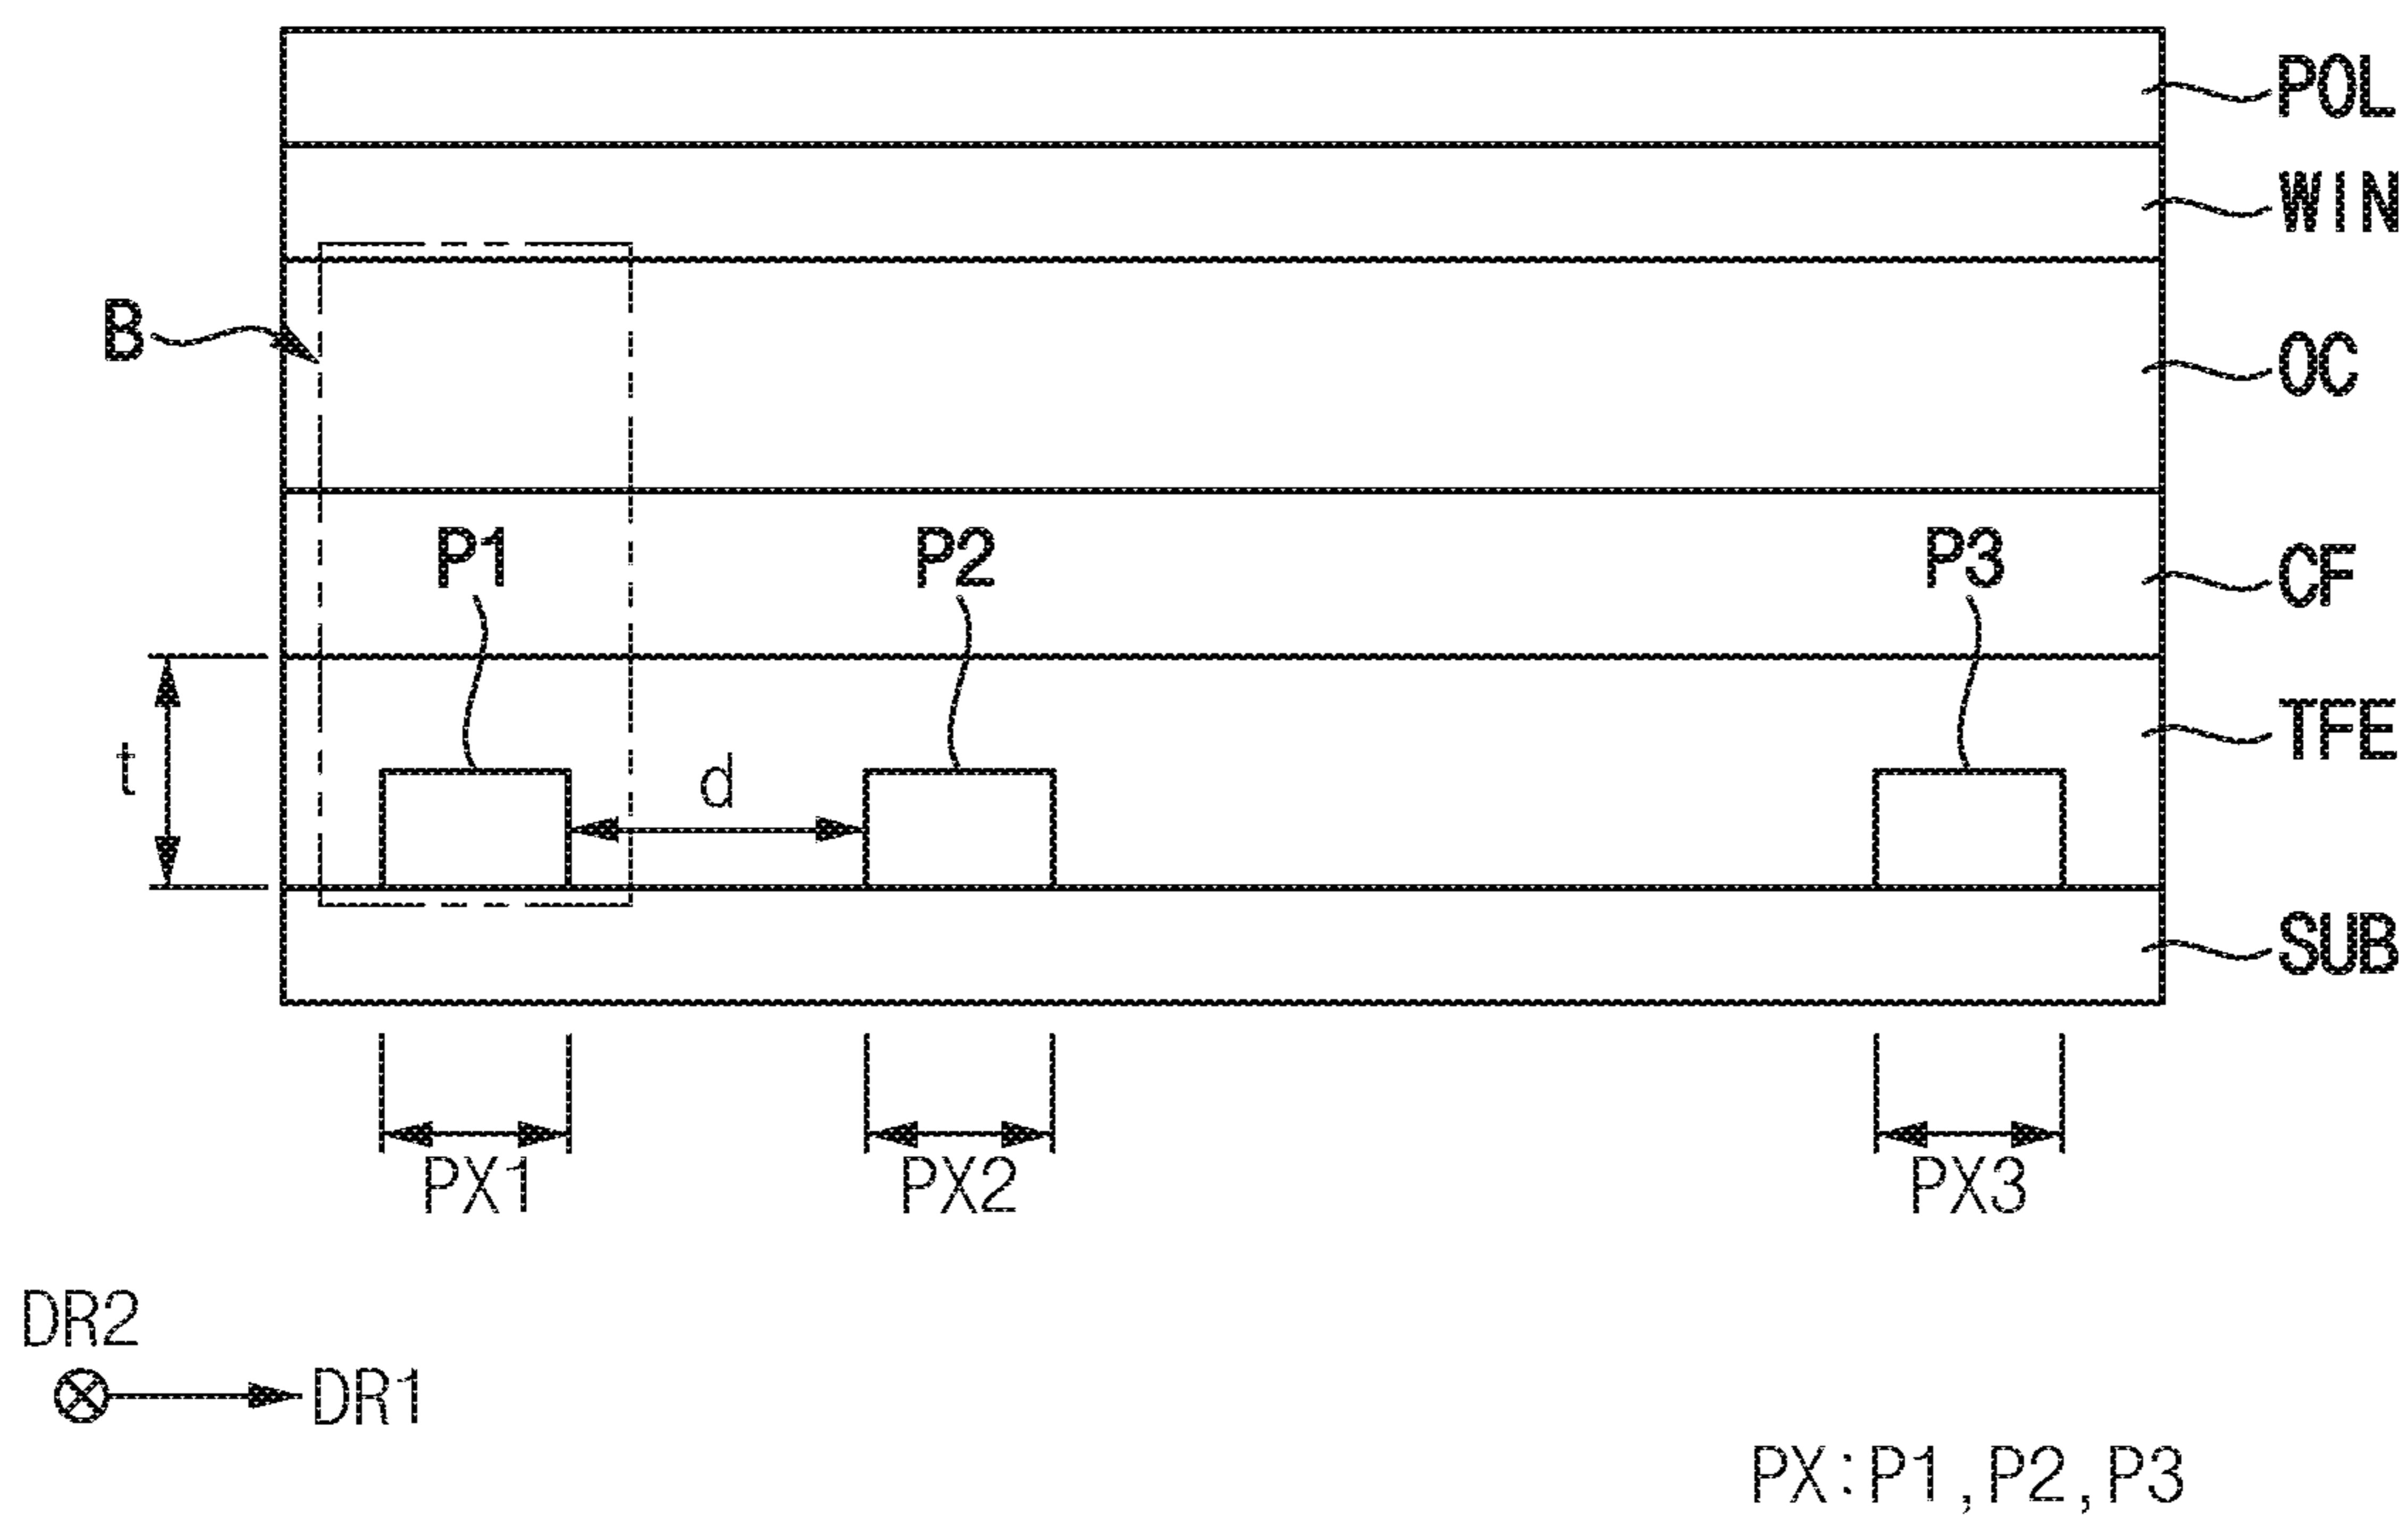 POL
WIN
B
OC
P1 P2 P3
CF
TFE
t
d
SUB
PX1 PX2 PX3
DR2
DR1
PX:P1,P2,P3